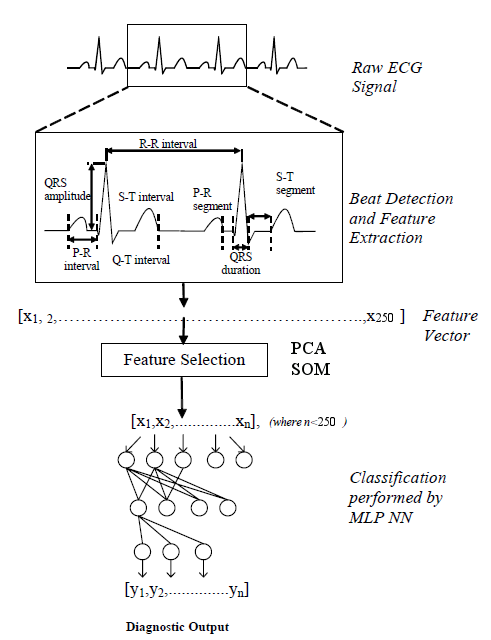 Raw ECG
Signal
R-R interval
QRS
amplitude
S-T interval
P-R
segment
S-T
segment
P-R
interval
Q-T interval
QRS
duration
Beat Detection
and Feature
Extraction
[x1, 2,……………………………………………….,x250 ]
Feature
Vector
Feature Selection
PCA
SOM
[x1,x2,…………..xn], (where n<250 )
Classification
performed by
MLP NN
[y1,y2,…………..yn]
Diagnostic Output